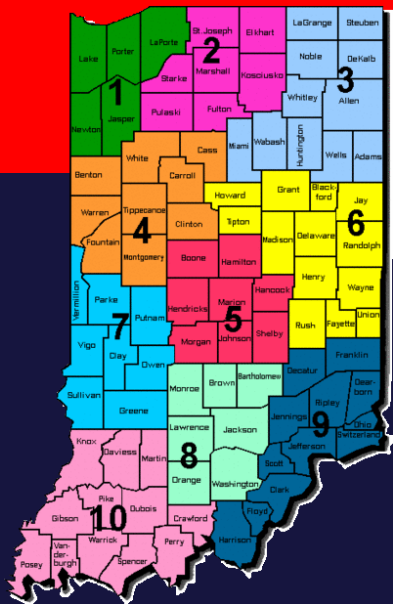 LaGrange Steuben
St. Joseph Elkhart
LaPorte
Porter
Lake
2
Noble DeKalb
Starke Marshall Kosciusko
3
1
Jasper
Whitley Allen
Pulaski Fulton
Newton
Miami Wabash Huntington
Wells Adams
White Cass
Carroll
Benton
Howard Grant Black-
ford
Jay
Warren Tippecanoe
Clinton Tipton
6
4
Madison Delaware Randolph
Fountain Montgomery
Boone Hamilton
Henry
Wayne
Vermillion
Parke
Putnam
Hendricks Marion Hancock
7
5
Union
Fayette
Rush
Vigo Clay
Morgan Johnson Shelby
Owen
Franklin
Decatur
Sullivan
Greene
Monroe Brown Bartholomew
Ripley Dear-
born
9
Jennings
Ohio
Switzerland
Lawrence Jackson
Knox
Daviess Martin
8
Jefferson
Orange
Scott
Washington
Clark
Pike
Gibson 10 Dubois
Crawford
Floyd
Harrison
Warrick
Perry
Posey Van-
der-
burgh
Spencer